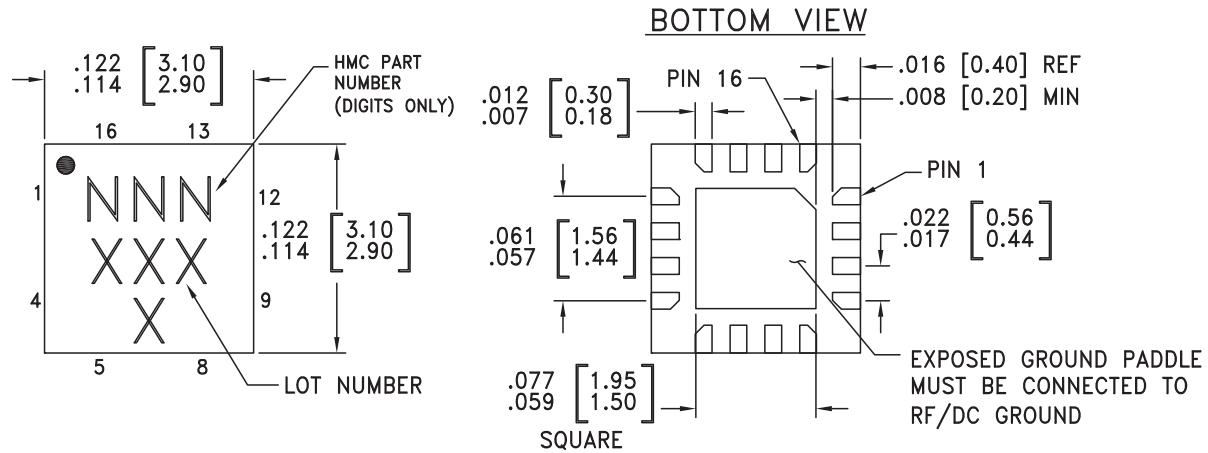 BOTTOM VIEW
.122 [3.10]
.114 [2.90]
HMC PART
NUMBER
(DIGITS ONLY)
16 13
1
12
4
9
5 8
NNN
XXX
X
.122 [3.10]
.114 [2.90]
LOT NUMBER
.012 [0.30]
.007 [0.18]
PIN 16
.016 [0.40] REF
.008 [0.20] MIN
PIN 1
.061 [1.56]
.057 [1.44]
.022 [0.56]
.017 [0.44]
.077 [1.95]
.059 [1.50]
SQUARE
EXPOSED GROUND PADDLE
MUST BE CONNECTED TO
RF/DC GROUND